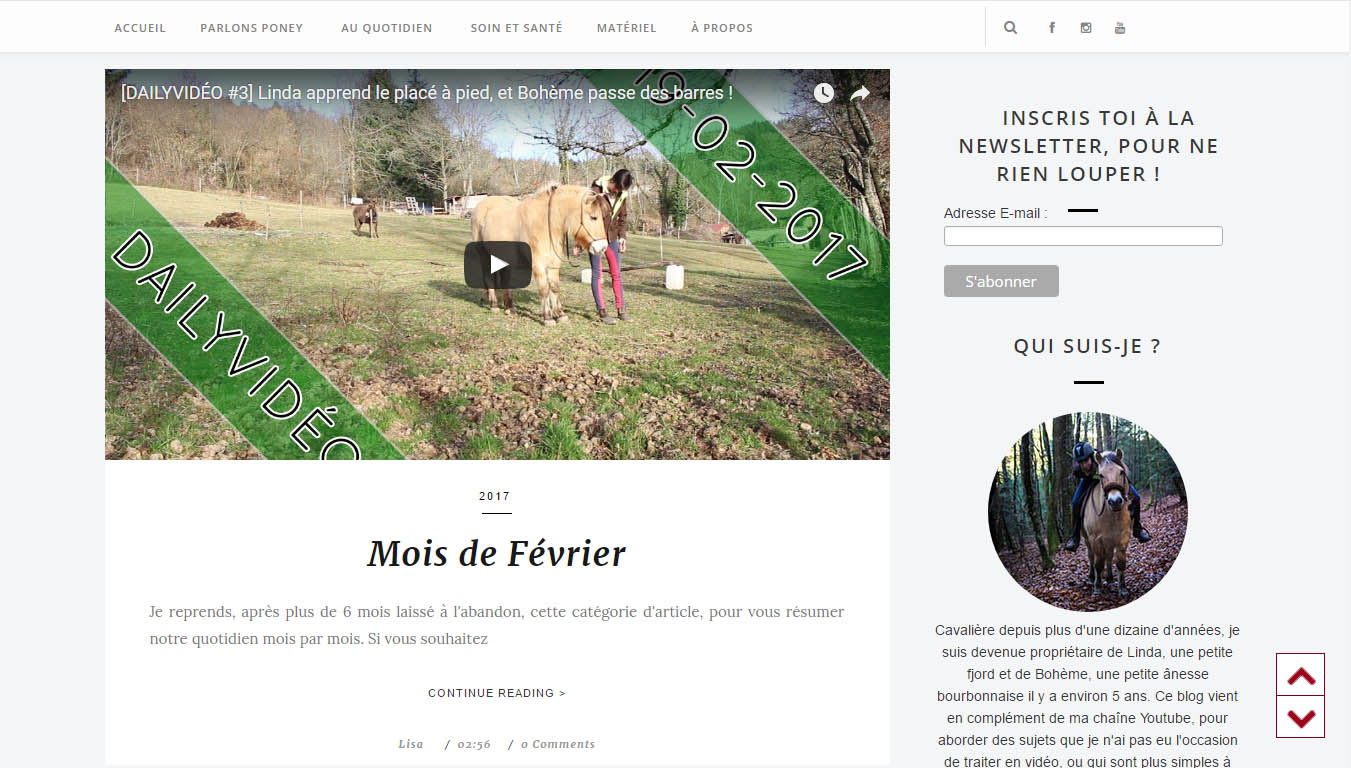 ACCUEIL PARLONS PONEY AU QUOTIDIEN SOIN ET SANTÉ MATÉRIEL À PROPOS
[DAILYVIDÉO #3] Linda apprend le placé à pied, et Bohème passe des barres !
-02-2017
DAILYVIDÉO
2017
Mois de Février
Je reprends, après plus de 6 mois laissé à l'abandon, cette catégorie d'article, pour vous résumer
notre quotidien mois par mois. Si vous souhaitez
CONTINUE READING >
Lisa / 02:56 / 0 Comments
INSCRIS TOI À LA
NEWSLETTER, POUR NE
RIEN LOUPER !
Adresse E-mail :
S'abonner
QUI SUIS-JE ?
Cavalière depuis plus d'une dizaine d'années, je
suis devenue propriétaire de Linda, une petite
fjord et de Bohème, une petite ânesse
bourbonnaise il y a environ 5 ans. Ce blog vient
en complément de ma chaîne Youtube, pour
aborder des sujets que je n'ai pas eu l'occasion
de traiter en vidéo, ou qui sont plus simples à